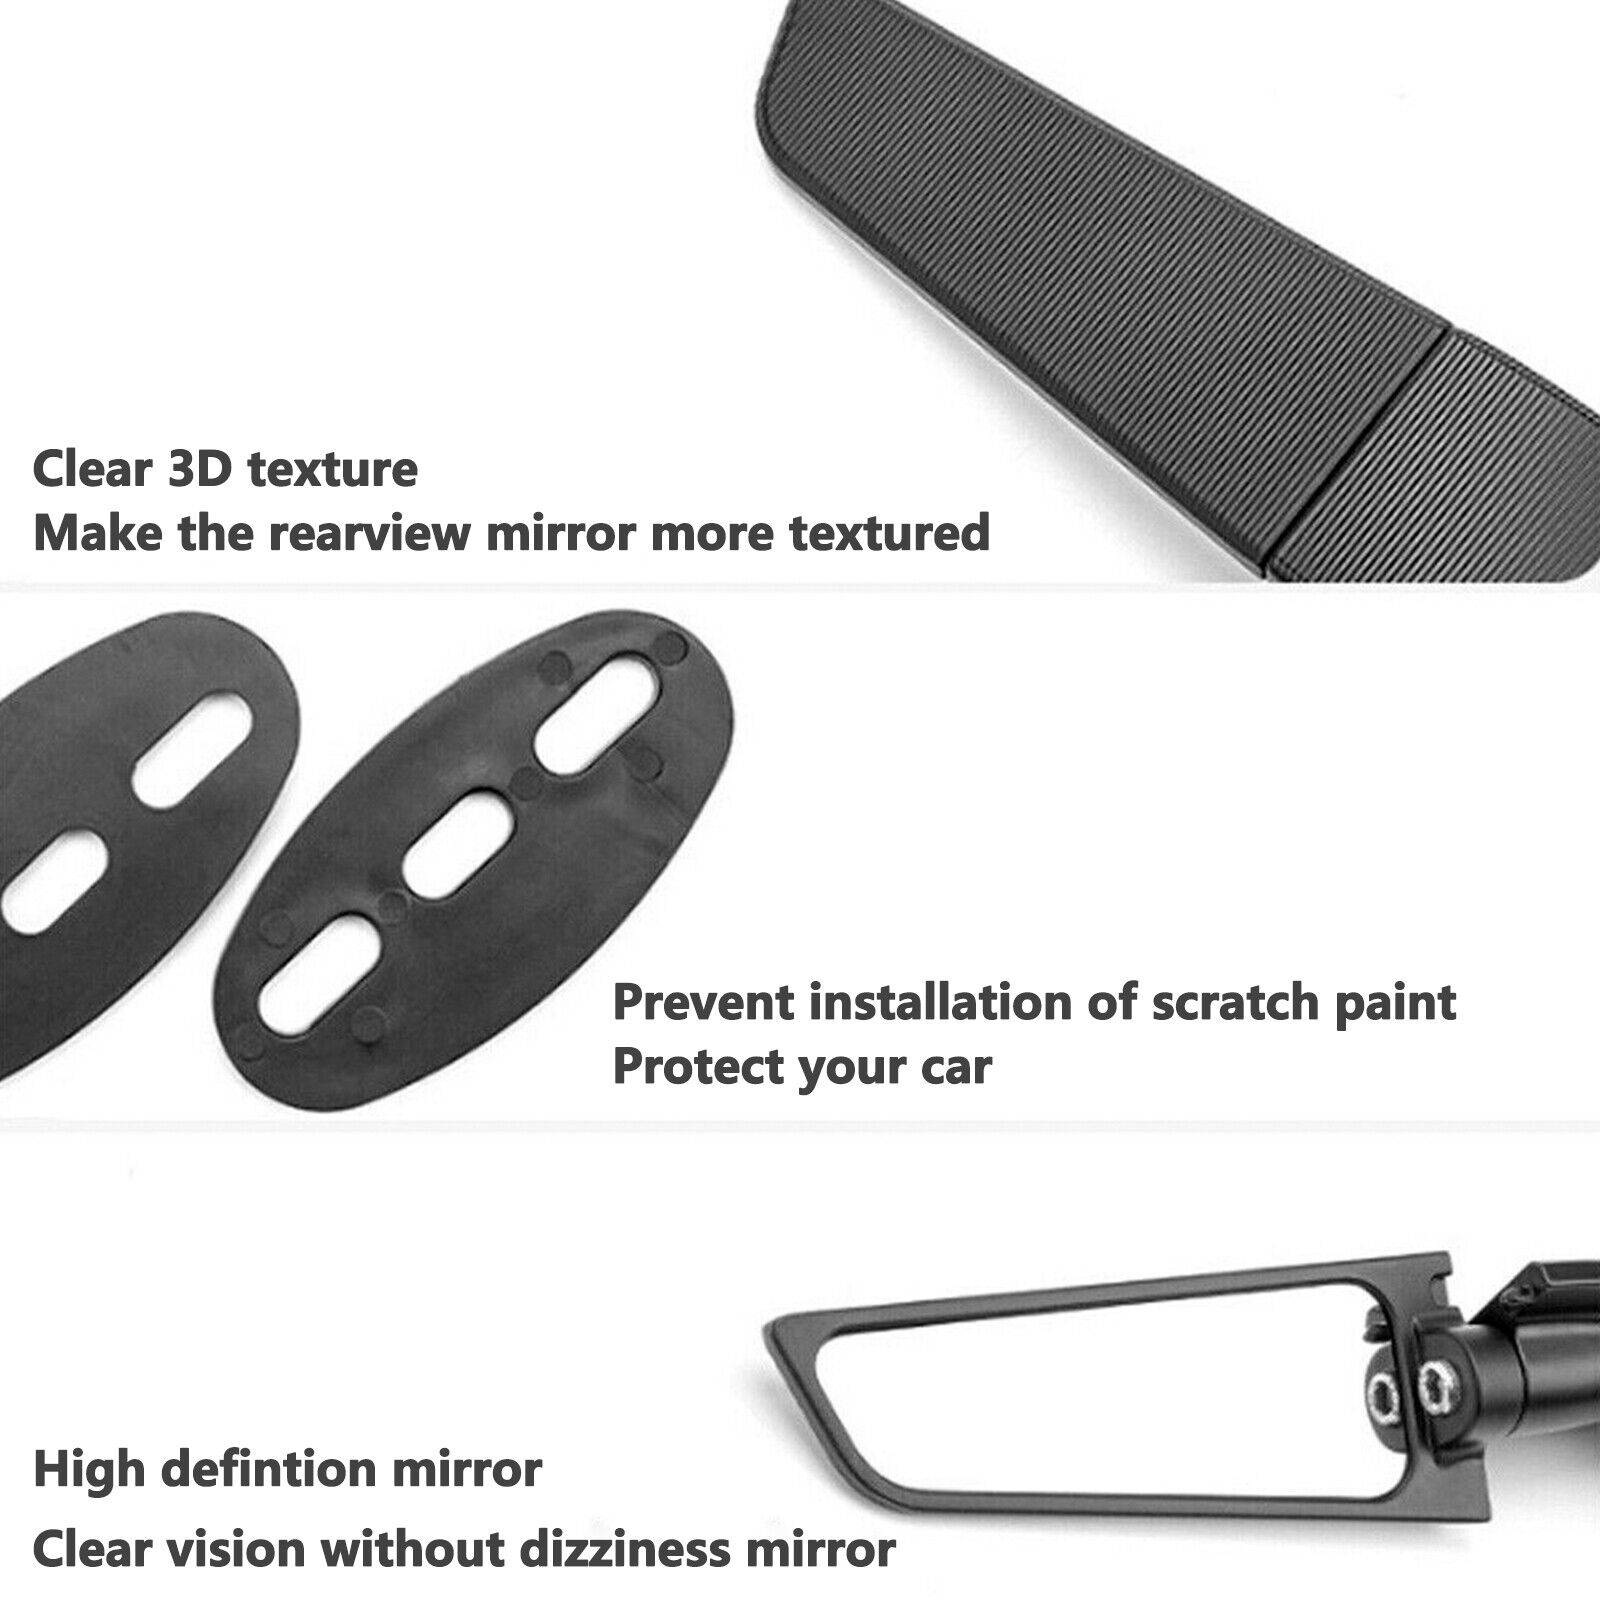 Clear 3D texture
Make the rearview mirror more textured
Prevent installation of scratch paint
Protect your car
High defintion mirror
Clear vision without dizziness mirror